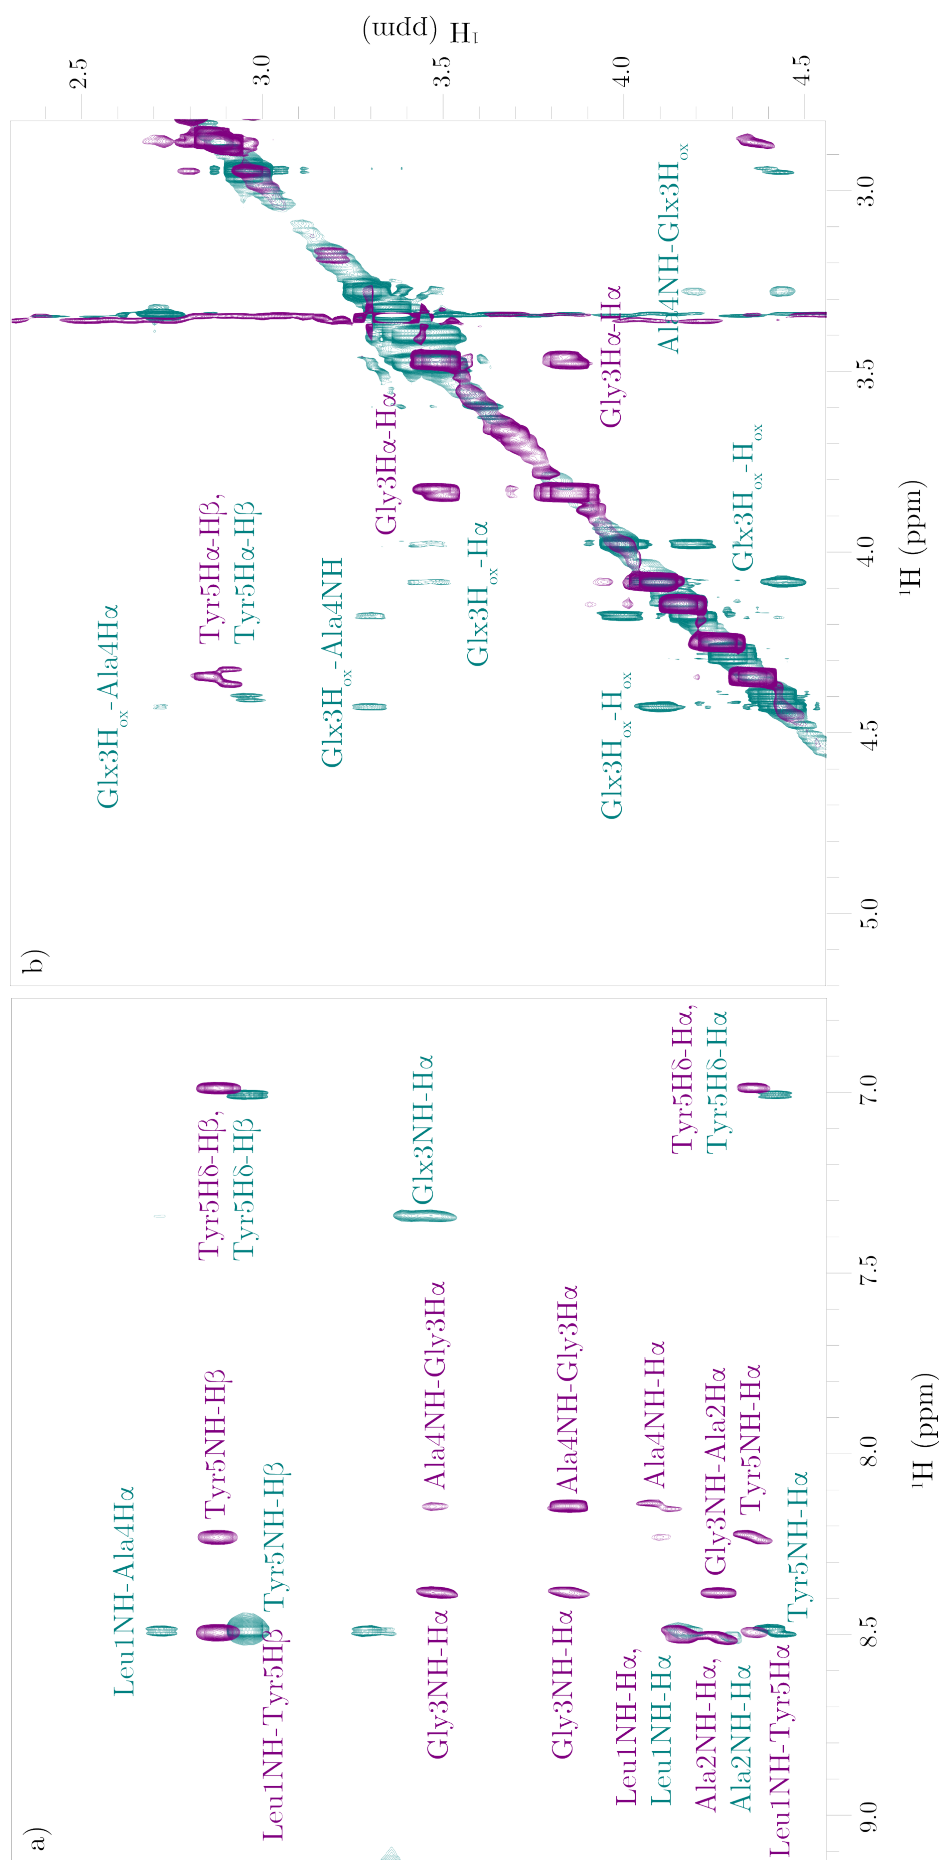 a)
Leu1NH-Ala4Hα
Tyr5NH-Hβ
Tyr5Hδ-Hβ,
Tyr5Hδ-Hβ
Leu1NH-Tyr5Hβ
Tyr5NH-Hβ
Glx3NH-Hα
Gly3NH-Hα
Ala4NH-Gly3Hα
Gly3NH-Hα
Ala4NH-Gly3Hα
Leu1NH-Hα,
Leu1NH-Hα
Ala4NH-Hα
Tyr5Hδ-Hα,
Tyr5Hδ-Hα
Ala2NH-Hα,
Ala2NH-Hα
Gly3NH-Ala2Hα
Tyr5NH-Hα
Leu1NH-Tyr5Hα
Tyr5NH-Hα
9.0 8.5 8.0 7.5 7.0
¹H (ppm)
b)
Glx3Hox-Ala4Hα
Tyr5Hα-Hβ,
Tyr5Hα-Hβ
Glx3Hox-Ala4NH
Gly3Hα-Hα
Glx3Hox-Hα
Glx3Hox-Hox
Gly3Hα-Hα
Ala4NH-Glx3Hox
Glx3Hox-Hox
5.0 4.5 4.0 3.5 3.0
¹H (ppm)
2.5
3.0
3.5
4.0
4.5
¹H (ppm)